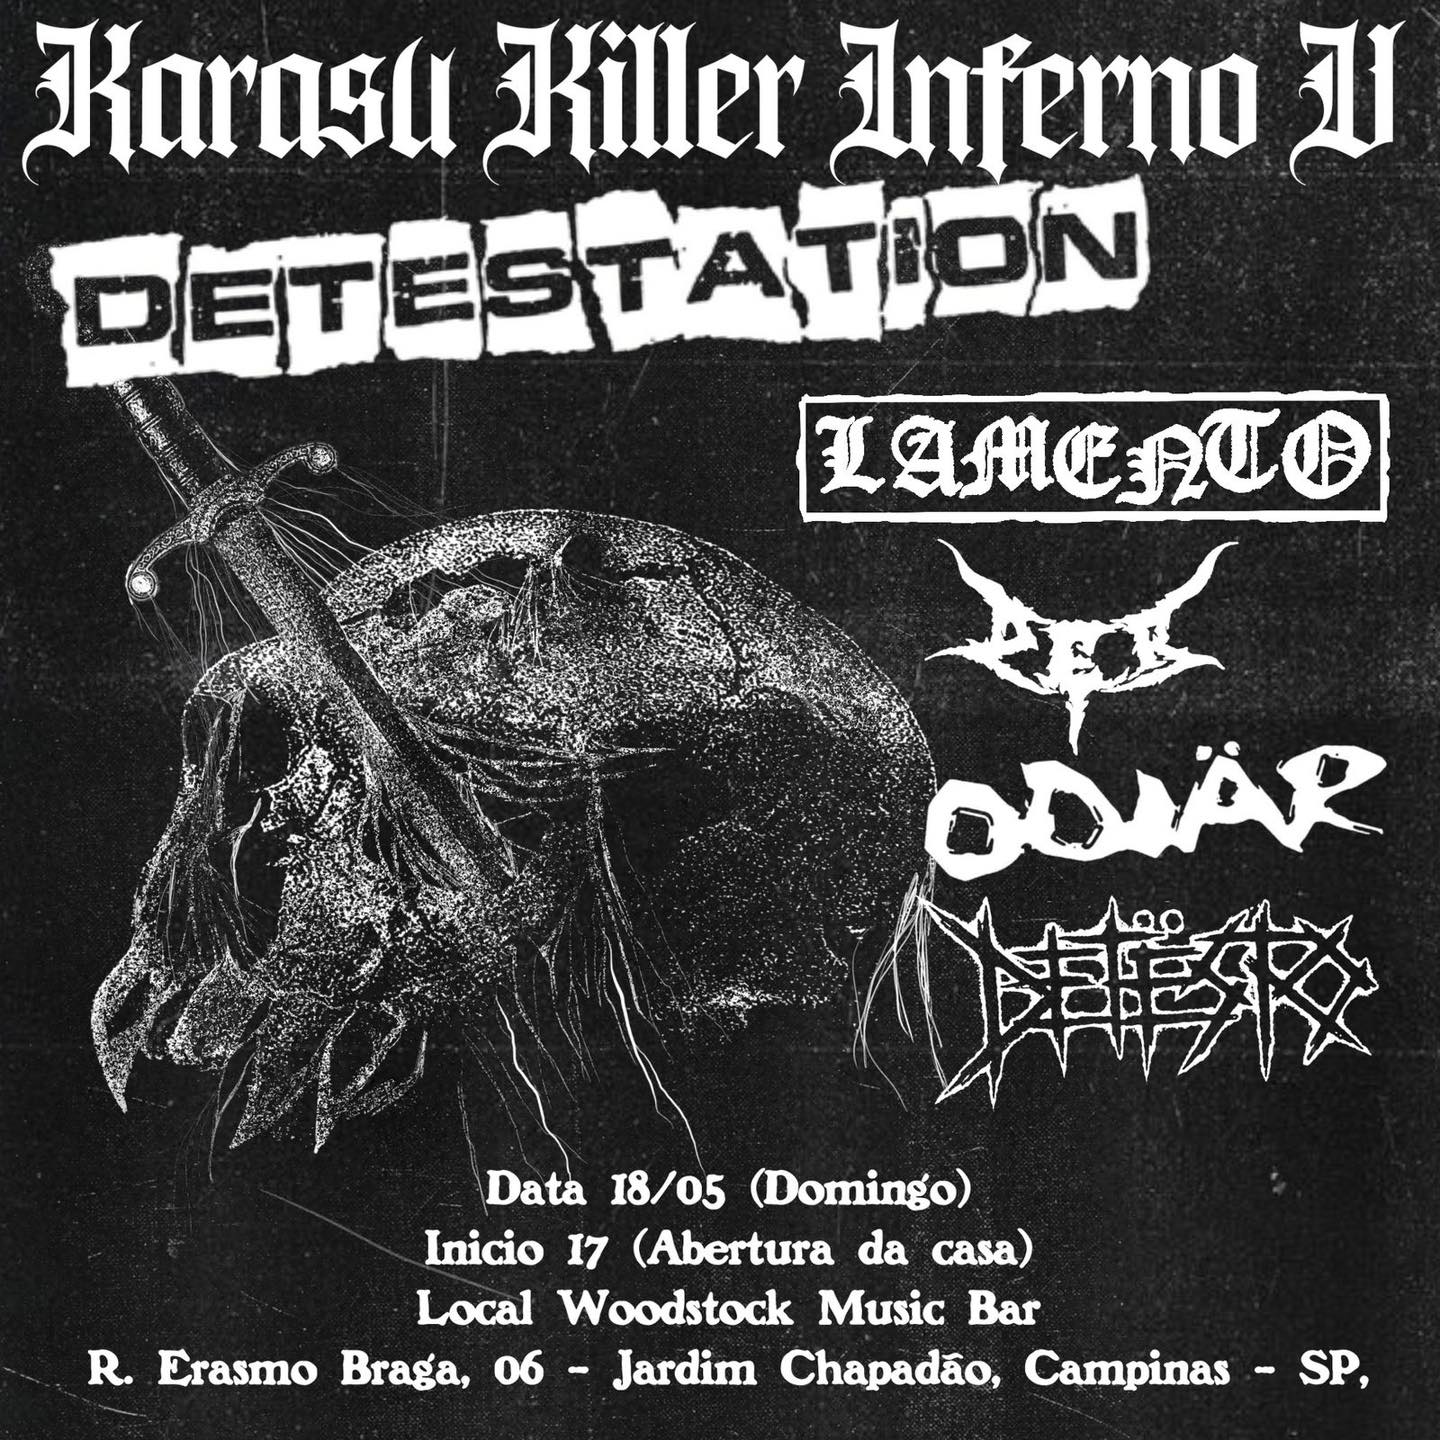 Karasu Killer Inferno V
DETESTATION
LAMENTO
ODIÄR
DETËSTO
Data 18/05 (Domingo)
Inicio 17 (Abertura da casa)
Local Woodstock Music Bar
R. Erasmo Braga, 06 - Jardim Chapadão, Campinas - SP,